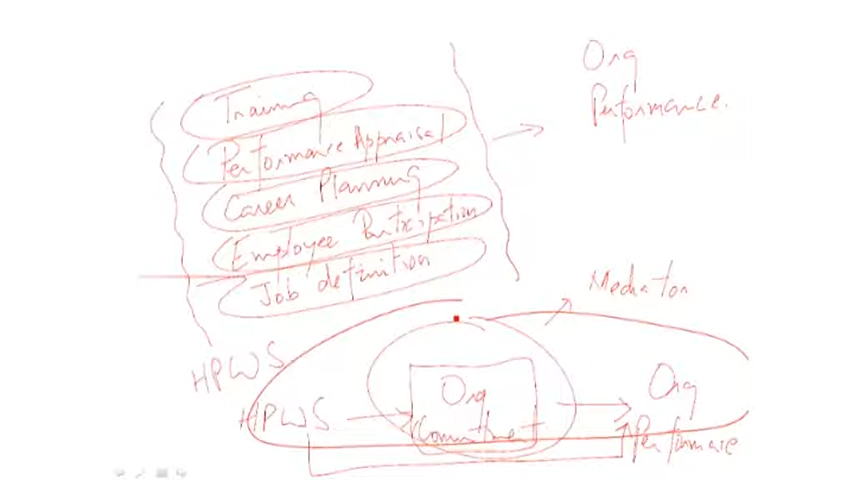 Org
Performance.
Training
Performance Appraisal
Career Planning
Employee Participation
Job definition
Mediator
HPWS
HPWS
Org
Commitment
Org
Performance